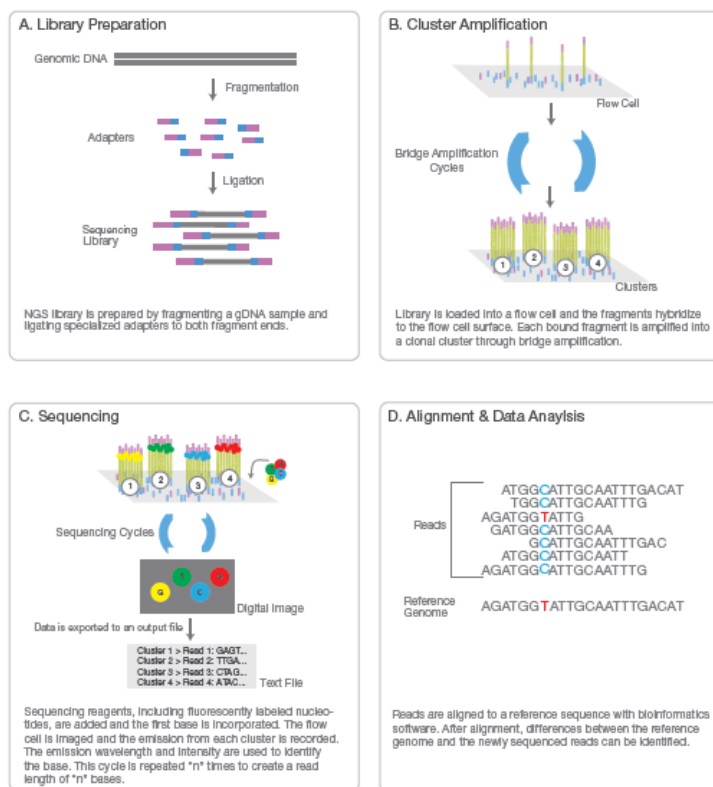 A. Library Preparation
Genomic DNA
Fragmentation
Adapters
Ligation
Sequencing
Library
NGS library is prepared by fragmenting a gDNA sample and
ligating specialized adapters to both fragment ends.
B. Cluster Amplification
Flow Cell
Bridge Amplification
Cycles
1
2
3
4
Clusters
Library is loaded into a flow cell and the fragments hybridize
to the flow cell surface. Each bound fragment is amplified into
a clonal cluster through bridge amplification.
C. Sequencing
1
2
3
4
Sequencing Cycles
T
A
G
C
Digital Image
Data is exported to an output file
Cluster 1 > Read 1: GAGT...
Cluster 2 > Read 2: TTGA...
Cluster 3 > Read 3: CTAG...
Cluster 4 > Read 4: ATAC...
Text File
Sequencing reagents, including fluorescently labeled nucleo-
tides, are added and the first base is incorporated. The flow
cell is imaged and the emission from each cluster is recorded.
The emission wavelength and intensity are used to identify
the base. This cycle is repeated "n" times to create a read
length of "n" bases.
D. Alignment & Data Anaylsis
Reads
ATGGCATTGCAATTTGACAT
TGGCATTGCAATTTG
AGATGGTATTG
GATGGCATTGCAA
GCATTGCAATTTGAC
ATGGCATTGCAATT
AGATGGCATTGCAATTTG
Reference
Genome
AGATGGTATTGCAATTTGACAT
Reads are aligned to a reference sequence with bioinformatics
software. After alignment, differences between the reference
genome and the newly sequenced reads can be identified.